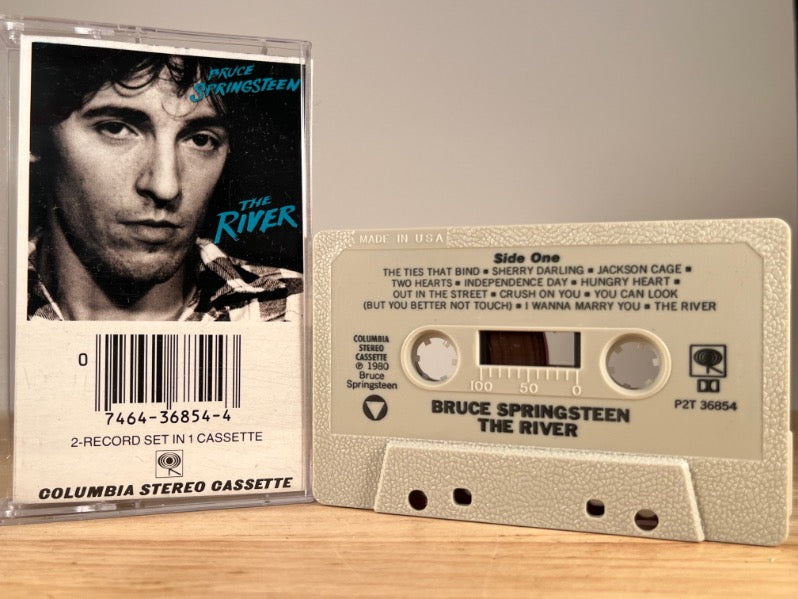 BRUCE
SPRINGSTEEN
THE
RIVER
0
7464-36854-4
2-RECORD SET IN 1 CASSETTE
COLUMBIA STEREO CASSETTE
MADE IN USA
Side One
THE TIES THAT BIND ▪ SHERRY DARLING ▪ JACKSON CAGE ▪
TWO HEARTS ▪ INDEPENDENCE DAY ▪ HUNGRY HEART ▪
OUT IN THE STREET ▪ CRUSH ON YOU ▪ YOU CAN LOOK
(BUT YOU BETTER NOT TOUCH) ▪ I WANNA MARRY YOU ▪ THE RIVER
COLUMBIA
STEREO
CASSETTE
℗ 1980
Bruce
Springsteen
100 50 0
P2T 36854
BRUCE SPRINGSTEEN
THE RIVER